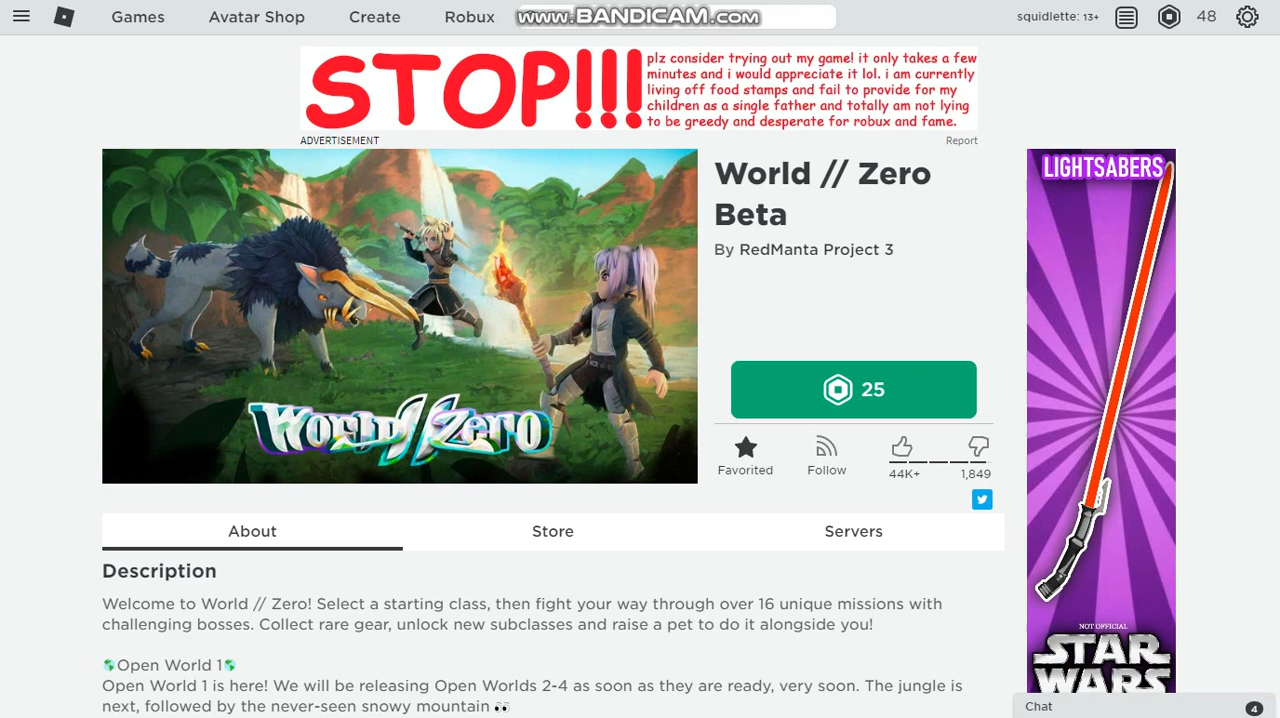 Games
Avatar Shop
Create
Robux
www.BANDICAM.com
squidlette: 13+
48
STOP!!!
plz consider trying out my game! it only takes a few
minutes and i would appreciate it lol. i am currently
living off food stamps and fail to provide for my
children as a single father and totally am not lying
to be greedy and desperate for robux and fame.
ADVERTISEMENT
Report
World//Zero
World // Zero
Beta
By RedManta Project 3
25
Favorited
Follow
44K+
1,849
LIGHTSABERS
NOT OFFICIAL
STAR
WARS
About
Store
Servers
Description
Welcome to World // Zero! Select a starting class, then fight your way through over 16 unique missions with
challenging bosses. Collect rare gear, unlock new subclasses and raise a pet to do it alongside you!
🌎Open World 1🌎
Open World 1 is here! We will be releasing Open Worlds 2-4 as soon as they are ready, very soon. The jungle is
next, followed by the never-seen snowy mountain 👀
Chat
4